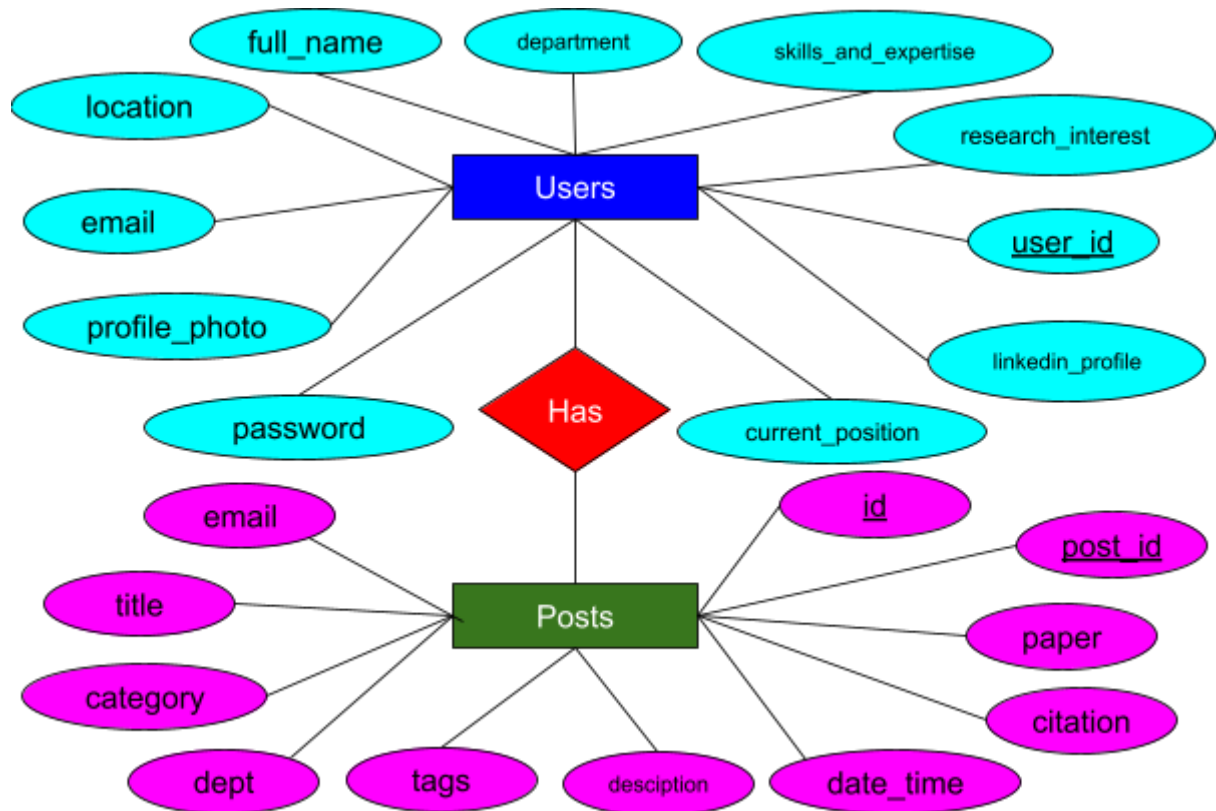 full_name
department
skills_and_expertise
location
research_interest
Users
email
user_id
profile_photo
linkedin_profile
Has
password
current_position
email
id
post_id
title
Posts
paper
category
citation
dept
tags
desciption
date_time